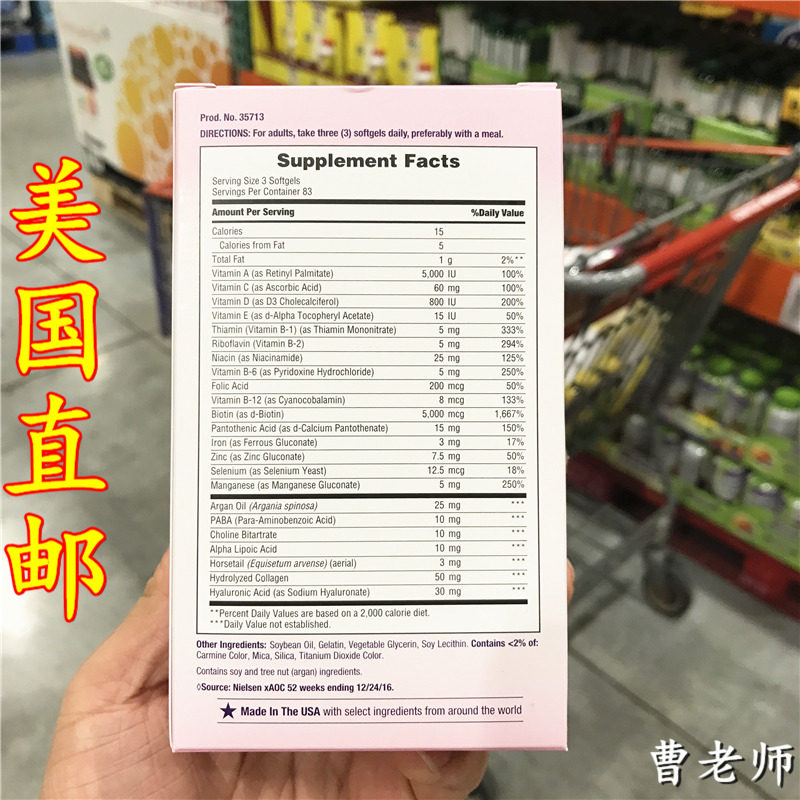 美国直邮
Prod. No. 35713
DIRECTIONS: For adults, take three (3) softgels daily, preferably with a meal.
Supplement Facts
Serving Size 3 Softgels
Servings Per Container 83
Amount Per Serving %Daily Value
Calories 15
Calories from Fat 5
Total Fat 1 g 2%**
Vitamin A (as Retinyl Palmitate) 5,000 IU 100%
Vitamin C (as Ascorbic Acid) 60 mg 100%
Vitamin D (as D3 Cholecalciferol) 800 IU 200%
Vitamin E (as d-Alpha Tocopheryl Acetate) 15 IU 50%
Thiamin (Vitamin B-1) (as Thiamin Mononitrate) 5 mg 333%
Riboflavin (Vitamin B-2) 5 mg 294%
Niacin (as Niacinamide) 25 mg 125%
Vitamin B-6 (as Pyridoxine Hydrochloride) 5 mg 250%
Folic Acid 200 mcg 50%
Vitamin B-12 (as Cyanocobalamin) 8 mcg 133%
Biotin (as d-Biotin) 5,000 mcg 1,667%
Pantothenic Acid (as d-Calcium Pantothenate) 15 mg 150%
Iron (as Ferrous Gluconate) 3 mg 17%
Zinc (as Zinc Gluconate) 7.5 mg 50%
Selenium (as Selenium Yeast) 12.5 mcg 18%
Manganese (as Manganese Gluconate) 5 mg 250%
Argan Oil (Argania spinosa) 25 mg ***
PABA (Para-Aminobenzoic Acid) 10 mg ***
Choline Bitartrate 10 mg ***
Alpha Lipoic Acid 10 mg ***
Horsetail (Equisetum arvense) (aerial) 3 mg ***
Hydrolyzed Collagen 50 mg ***
Hyaluronic Acid (as Sodium Hyaluronate) 30 mg ***
**Percent Daily Values are based on a 2,000 calorie diet.
***Daily Value not established.
Other Ingredients: Soybean Oil, Gelatin, Vegetable Glycerin, Soy Lecithin. Contains <2% of:
Carmine Color, Mica, Silica, Titanium Dioxide Color.
Contains soy and tree nut (argan) ingredients.
◊Source: Nielsen xAOC 52 weeks ending 12/24/16.
★ Made In The USA with select ingredients from around the world
曹老师